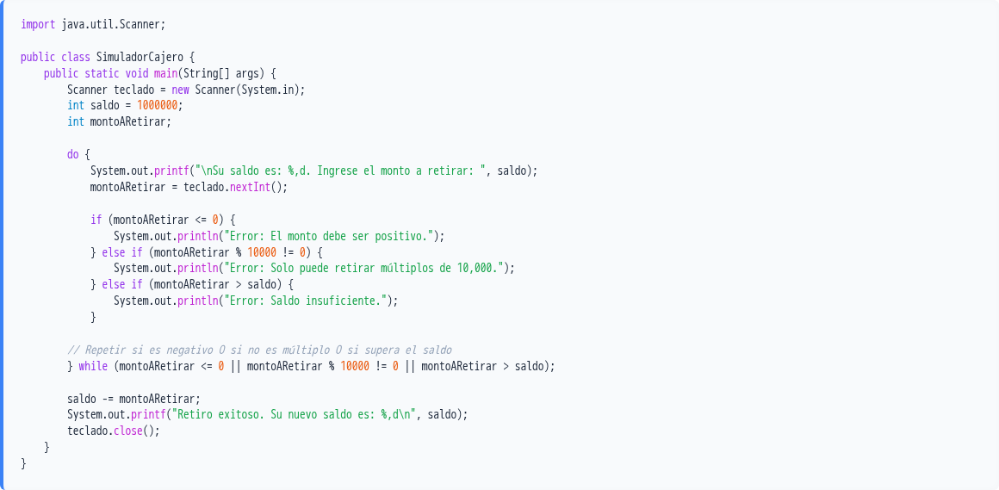 import java.util.Scanner;
public class SimuladorCajero {
public static void main(String[] args) {
Scanner teclado = new Scanner(System.in);
int saldo = 1000000;
int montoARetirar;
do {
System.out.printf("\nSu saldo es: %,d. Ingrese el monto a retirar: ", saldo);
montoARetirar = teclado.nextInt();
if (montoARetirar <= 0) {
System.out.println("Error: El monto debe ser positivo.");
} else if (montoARetirar % 10000 != 0) {
System.out.println("Error: Solo puede retirar múltiplos de 10,000.");
} else if (montoARetirar > saldo) {
System.out.println("Error: Saldo insuficiente.");
}
// Repetir si es negativo O si no es múltiplo O si supera el saldo
} while (montoARetirar <= 0 || montoARetirar % 10000 != 0 || montoARetirar > saldo);
saldo -= montoARetirar;
System.out.printf("Retiro exitoso. Su nuevo saldo es: %,d\n", saldo);
teclado.close();
}
}